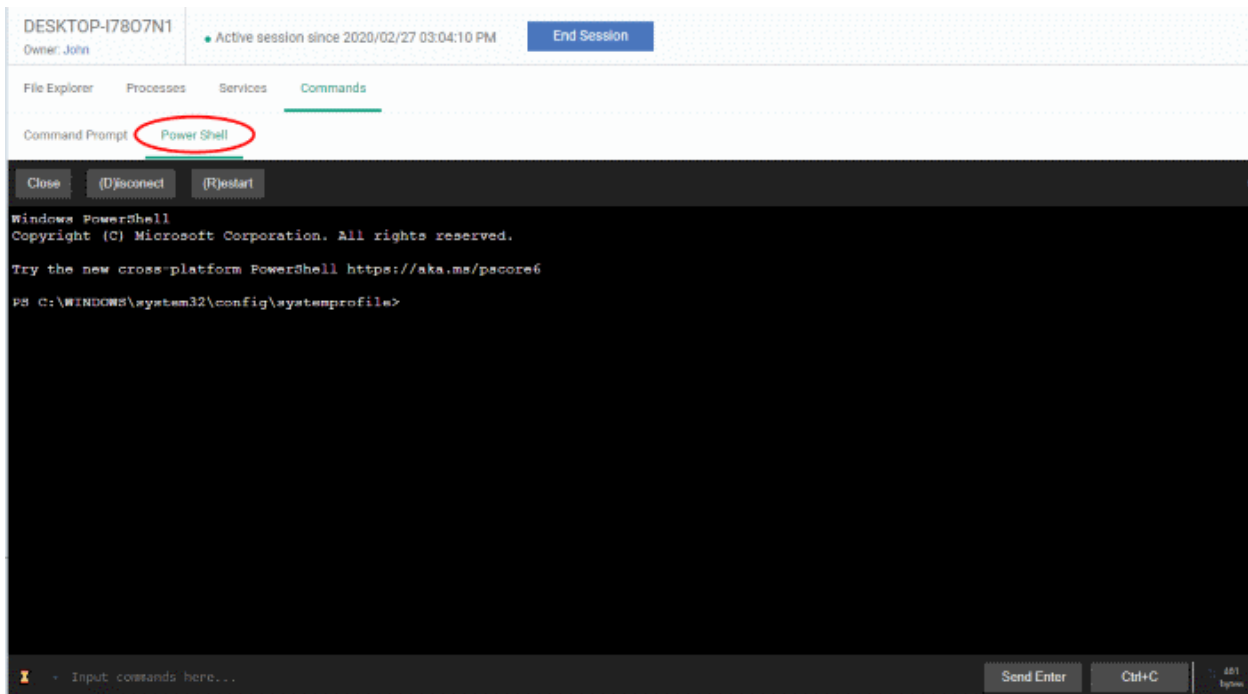 DESKTOP-I78O7N1
Owner: John
Active session since 2020/02/27 03:04:10 PM
End Session
File Explorer Processes Services Commands
Command Prompt Power Shell
Close (D)isconect (R)estart
Windows PowerShell
Copyright (C) Microsoft Corporation. All rights reserved.
Try the new cross-platform PowerShell https://aka.ms/pscore6
PS C:\WINDOWS\system32\config\systemprofile>
Input commands here...
Send Enter Ctrl+C
461
bytes